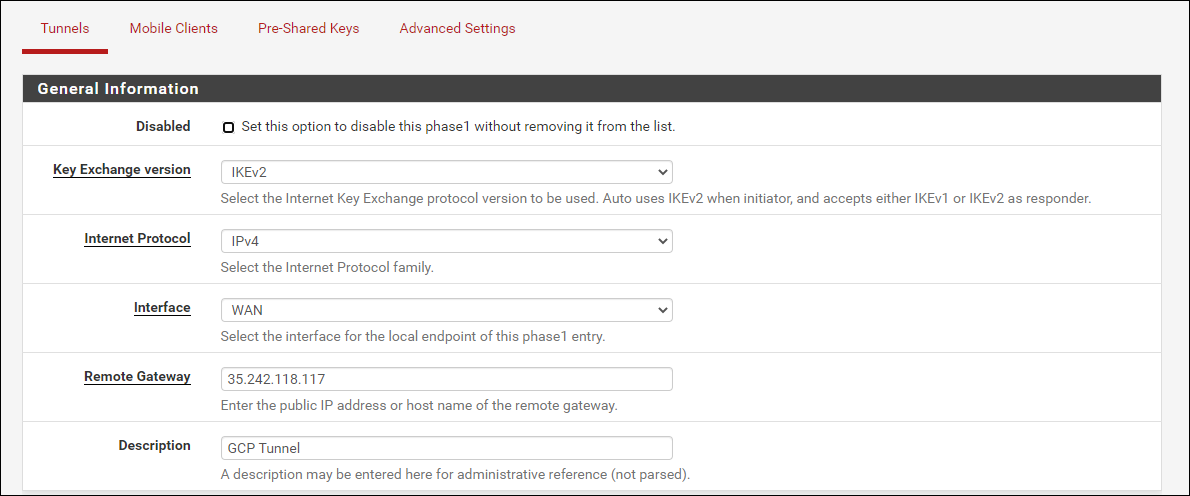 Tunnels Mobile Clients Pre-Shared Keys Advanced Settings
General Information
Disabled Set this option to disable this phase1 without removing it from the list.
Key Exchange version IKEv2
Select the Internet Key Exchange protocol version to be used. Auto uses IKEv2 when initiator, and accepts either IKEv1 or IKEv2 as responder.
Internet Protocol IPv4
Select the Internet Protocol family.
Interface WAN
Select the interface for the local endpoint of this phase1 entry.
Remote Gateway 35.242.118.117
Enter the public IP address or host name of the remote gateway.
Description GCP Tunnel
A description may be entered here for administrative reference (not parsed).